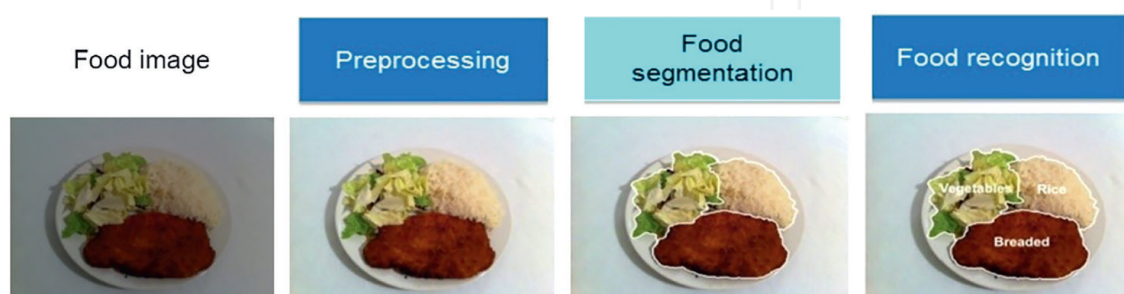 Food image
Preprocessing
Food
segmentation
Food recognition
Vegetables
Rice
Breaded